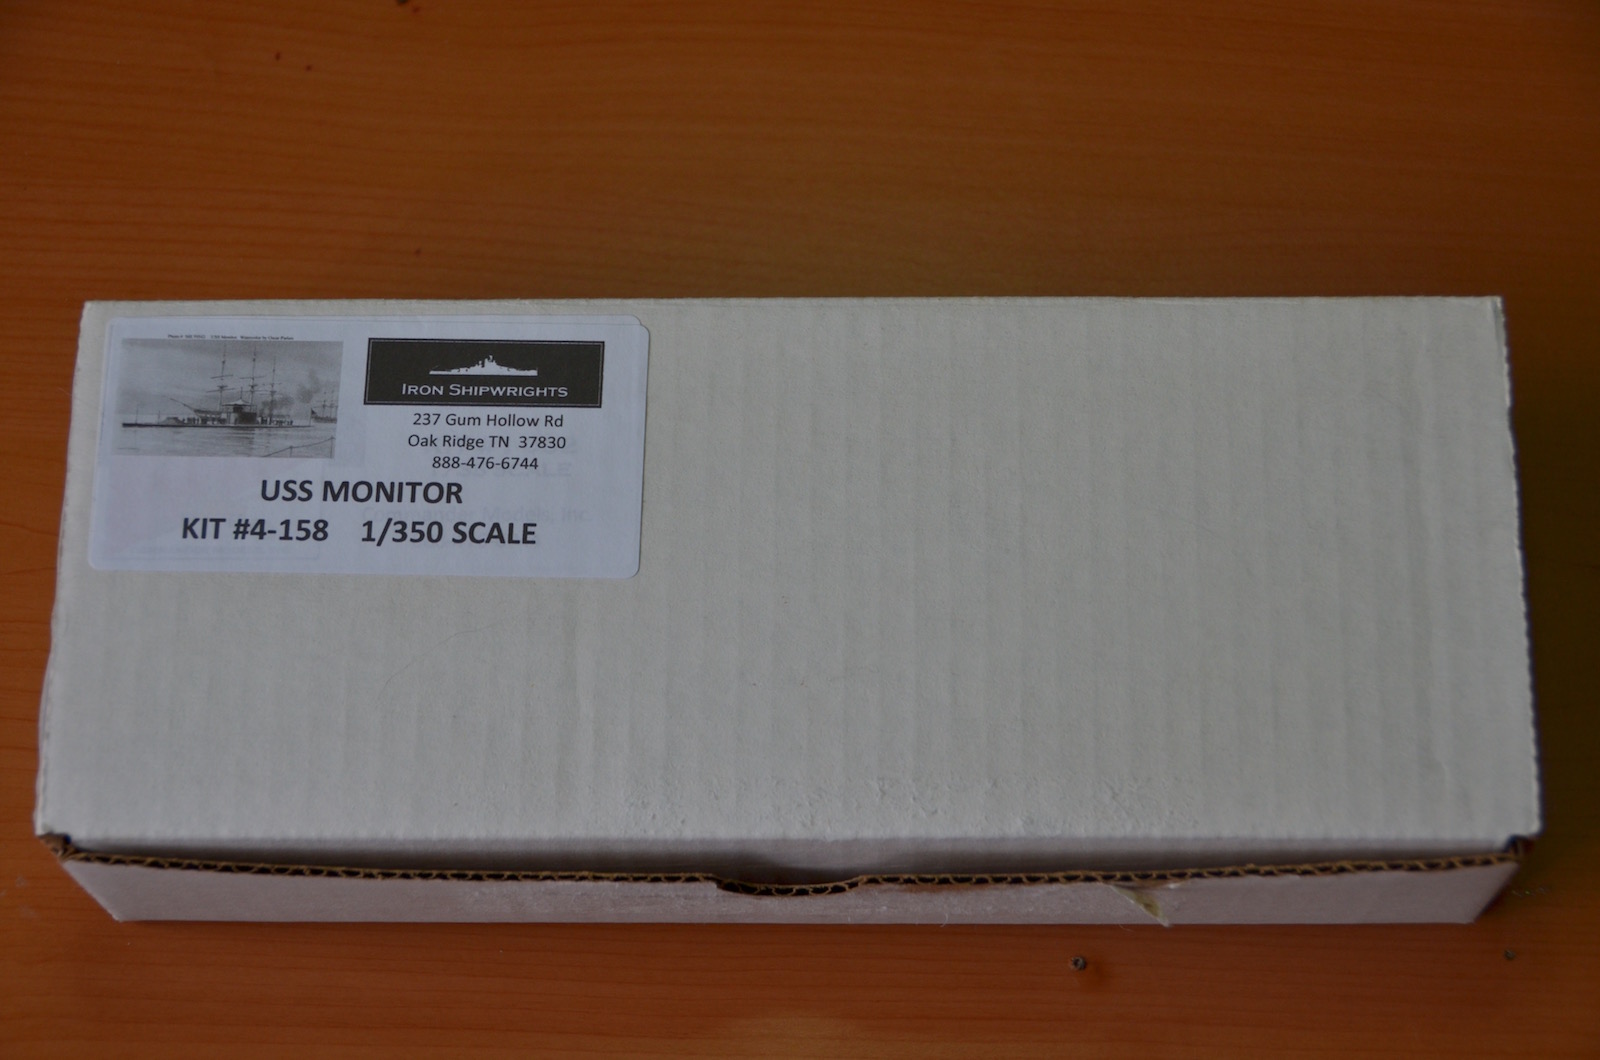 IRON SHIPWRIGHTS
237 Gum Hollow Rd
Oak Ridge TN 37830
888-476-6744
USS MONITOR
KIT #4-158 1/350 SCALE